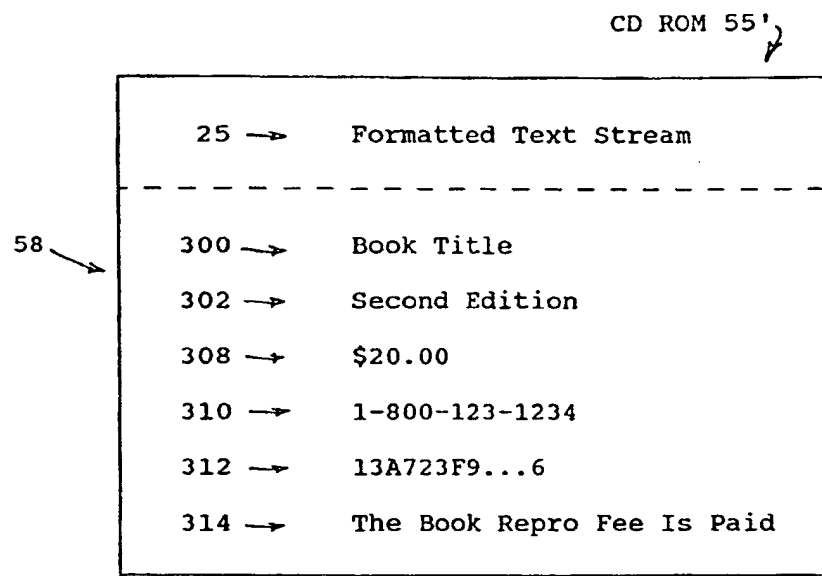 CD ROM 55'
25 Formatted Text Stream
58
300 Book Title
302 Second Edition
308 $20.00
310 1-800-123-1234
312 13A723F9...6
314 The Book Repro Fee Is Paid